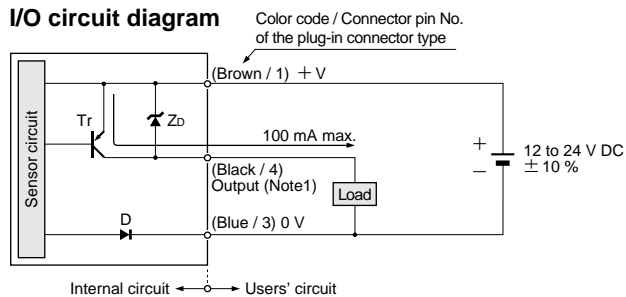 I/O circuit diagram
Color code / Connector pin No.
of the plug-in connector type
(Brown / 1) +V
Sensor circuit
Tr
ZD
100 mA max.
+
12 to 24 V DC
− ±10 %
(Black / 4)
Output (Note1)
Load
D
(Blue / 3) 0 V
Internal circuit
Users' circuit